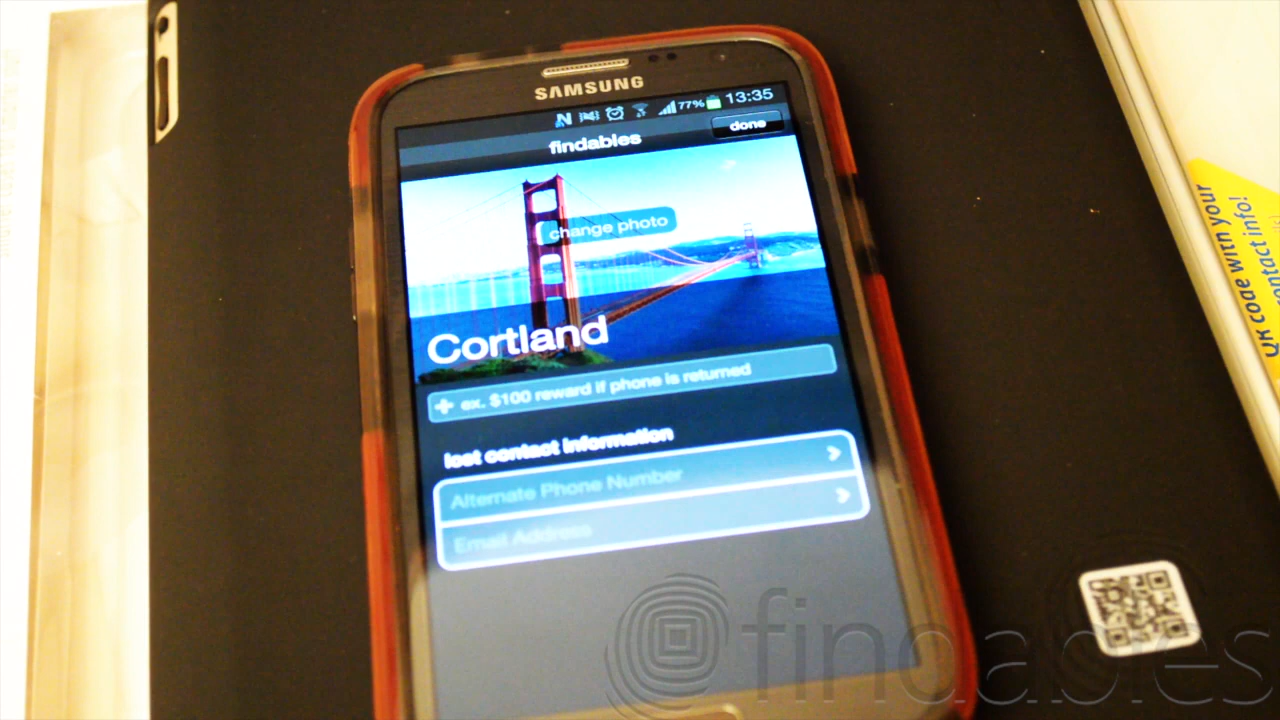 SAMSUNG
77% 13:35
findables
done
change photo
Cortland
+ ex. $100 reward if phone is returned
lost contact information
Alternate Phone Number
Email Address
QR code with your
contact info!
findables